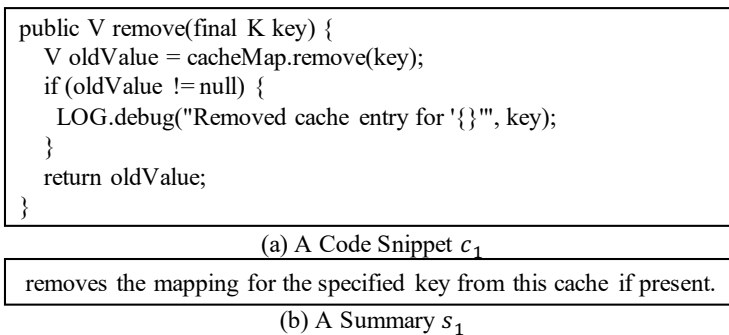 public V remove(final K key) {
V oldValue = cacheMap.remove(key);
if (oldValue != null) {
LOG.debug("Removed cache entry for '{}'", key);
}
return oldValue;
}
(a) A Code Snippet c₁
removes the mapping for the specified key from this cache if present.
(b) A Summary s₁